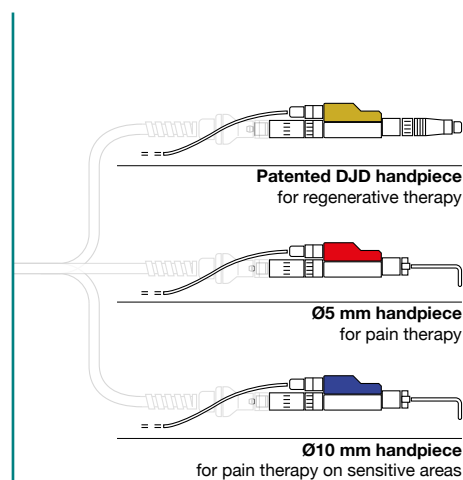 Patented DJD handpiece
for regenerative therapy
Ø5 mm handpiece
for pain therapy
Ø10 mm handpiece
for pain therapy on sensitive areas